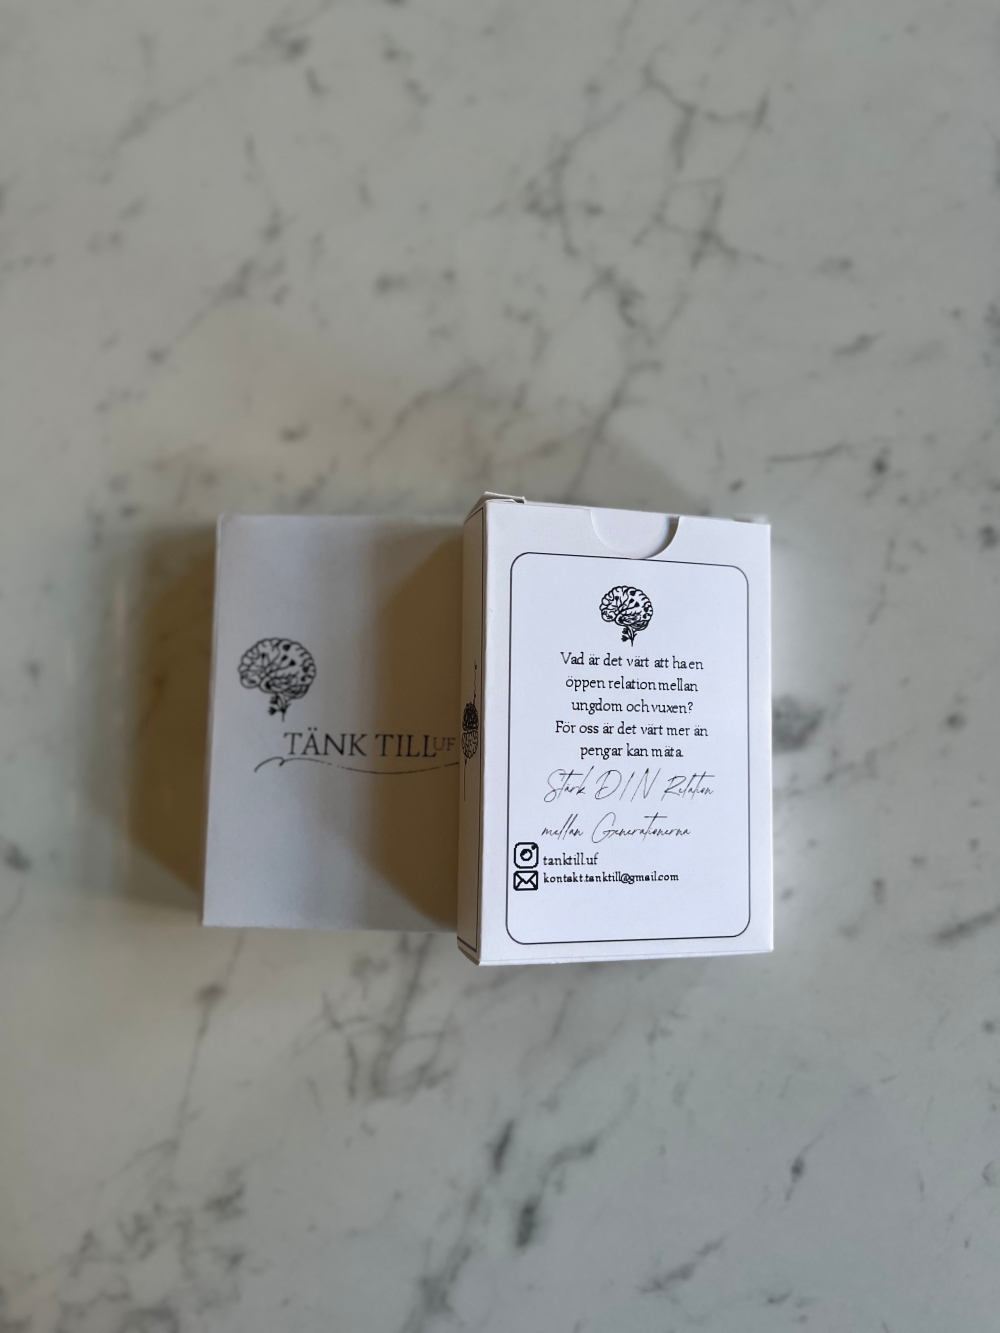 TÄNK TILL UF
Vad är det värt att ha en
öppen relation mellan
ungdom och vuxen?
För oss är det värt mer än
pengar kan mäta.
Stärk DIN Relation
mellan Generationerna
tanktill.uf
kontakt.tanktill@gmail.com